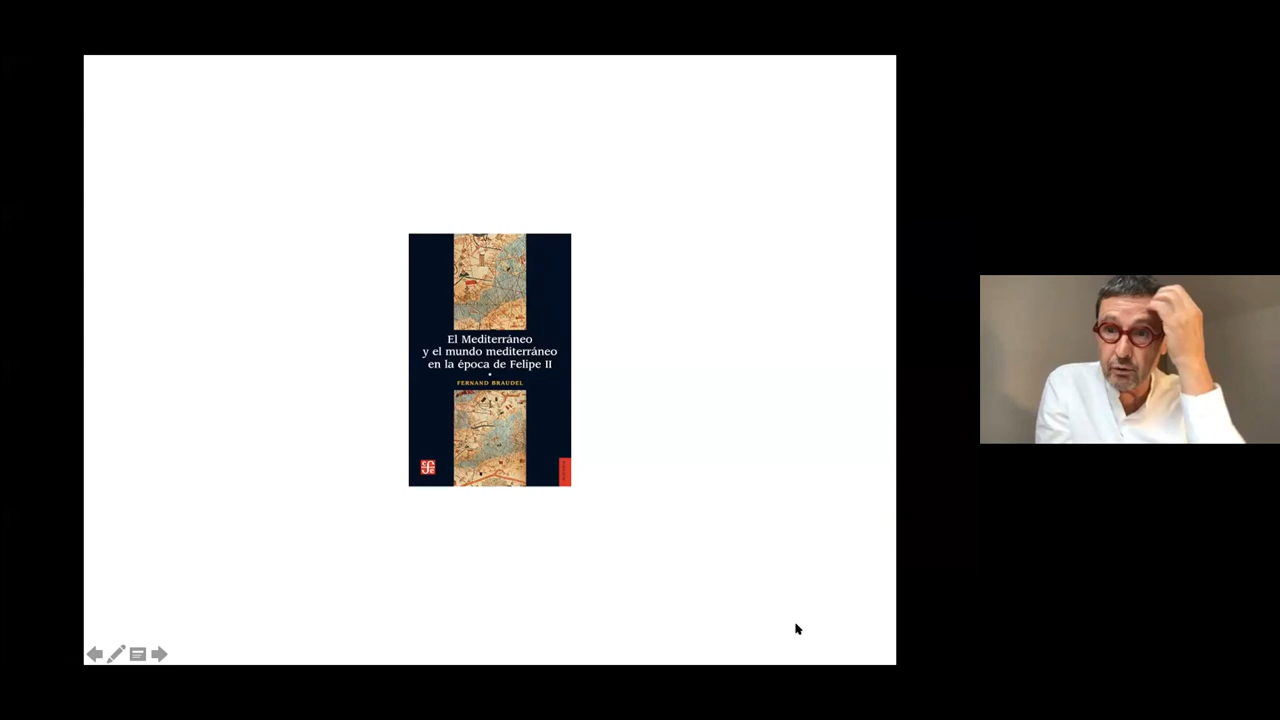 El Mediterráneo
y el mundo mediterráneo
en la época de Felipe II
FERNAND BRAUDEL